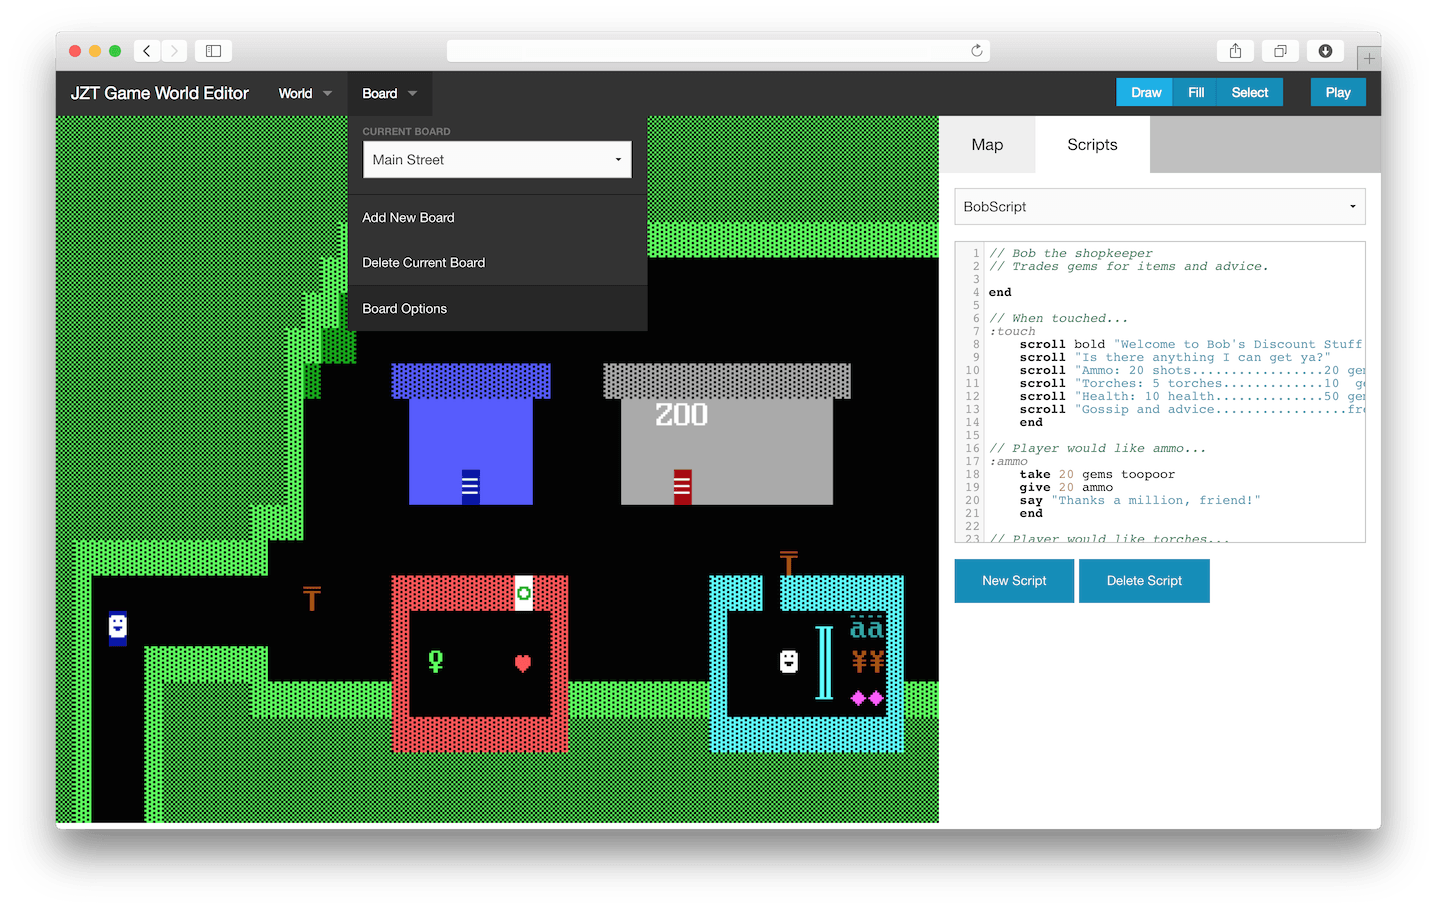 JZT Game World Editor World Board Draw Fill Select Play
CURRENT BOARD
Main Street
Add New Board
Delete Current Board
Board Options
ZOO
Map Scripts
BobScript
1 // Bob the shopkeeper
2 // Trades gems for items and advice.
3
4 end
5
6 // When touched...
7 :touch
8 scroll bold "Welcome to Bob's Discount Stuff
9 scroll "Is there anything I can get ya?"
10 scroll "Ammo: 20 shots.................20 gem
11 scroll "Torches: 5 torches.............10 ge
12 scroll "Health: 10 health..............50 gem
13 scroll "Gossip and advice.................fre
14 end
15
16 // Player would like ammo...
17 :ammo
18 take 20 gems toopoor
19 give 20 ammo
20 say "Thanks a million, friend!"
21 end
22
23 // Player would like torches...
New Script Delete Script